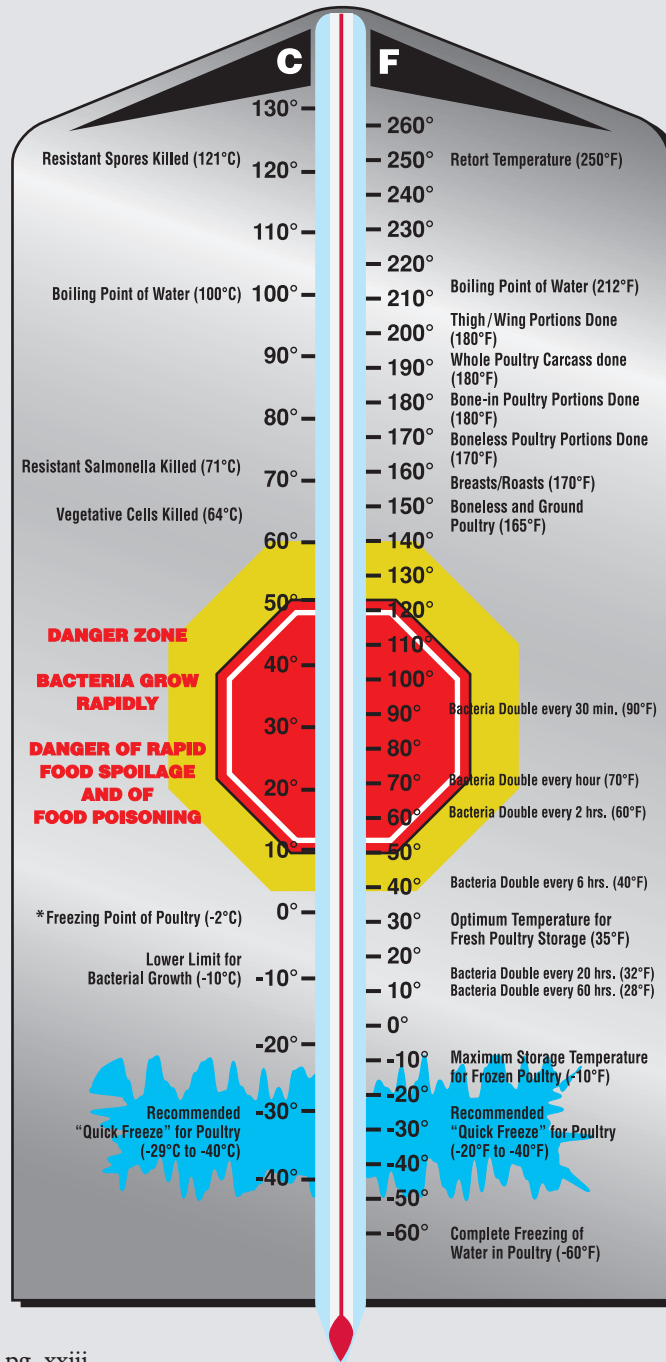 C F
130°
Resistant Spores Killed (121°C)
120°
110°
Boiling Point of Water (100°C)
100°
90°
80°
Resistant Salmonella Killed (71°C)
70°
Vegetative Cells Killed (64°C)
60°
50°
DANGER ZONE
40°
BACTERIA GROW
RAPIDLY
30°
DANGER OF RAPID
FOOD SPOILAGE
20°
AND OF
FOOD POISONING
10°
0°
*Freezing Point of Poultry (-2°C)
Lower Limit for
Bacterial Growth (-10°C)
-10°
-20°
Recommended
-30°
"Quick Freeze" for Poultry
(-29°C to -40°C)
-40°
260°
250°
Retort Temperature (250°F)
240°
230°
220°
Boiling Point of Water (212°F)
210°
Thigh/Wing Portions Done
200°
(180°F)
Whole Poultry Carcass done
190°
(180°F)
Bone-in Poultry Portions Done
180°
(180°F)
170°
Boneless Poultry Portions Done
(170°F)
160°
Breasts/Roasts (170°F)
150°
Boneless and Ground
Poultry (165°F)
140°
130°
120°
110°
100°
90°
Bacteria Double every 30 min. (90°F)
80°
70°
Bacteria Double every hour (70°F)
60°
Bacteria Double every 2 hrs. (60°F)
50°
40°
Bacteria Double every 6 hrs. (40°F)
30°
Optimum Temperature for
Fresh Poultry Storage (35°F)
20°
Bacteria Double every 20 hrs. (32°F)
10°
Bacteria Double every 60 hrs. (28°F)
0°
-10°
Maximum Storage Temperature
for Frozen Poultry (-10°F)
-20°
Recommended
-30°
"Quick Freeze" for Poultry
(-20°F to -40°F)
-40°
-50°
-60°
Complete Freezing of
Water in Poultry (-60°F)
pg. xxiii